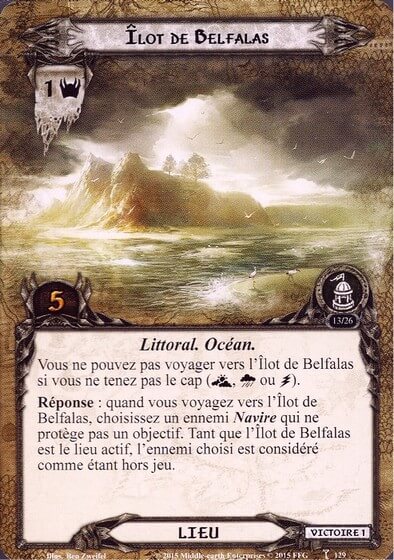 Îlot de Belfalas
1
5
13/26
Littoral. Océan.
Vous ne pouvez pas voyager vers l'Îlot de Belfalas
si vous ne tenez pas le cap ( , ou ).
Réponse : quand vous voyagez vers l'Îlot de
Belfalas, choisissez un ennemi Navire qui ne
protège pas un objectif. Tant que l'Îlot de Belfalas
est le lieu actif, l'ennemi choisi est considéré
comme étant hors jeu.
LIEU
VICTOIRE 1
Illus. Ben Zweifel
2015 Middle-earth Enterprises © 2015 FFG
129